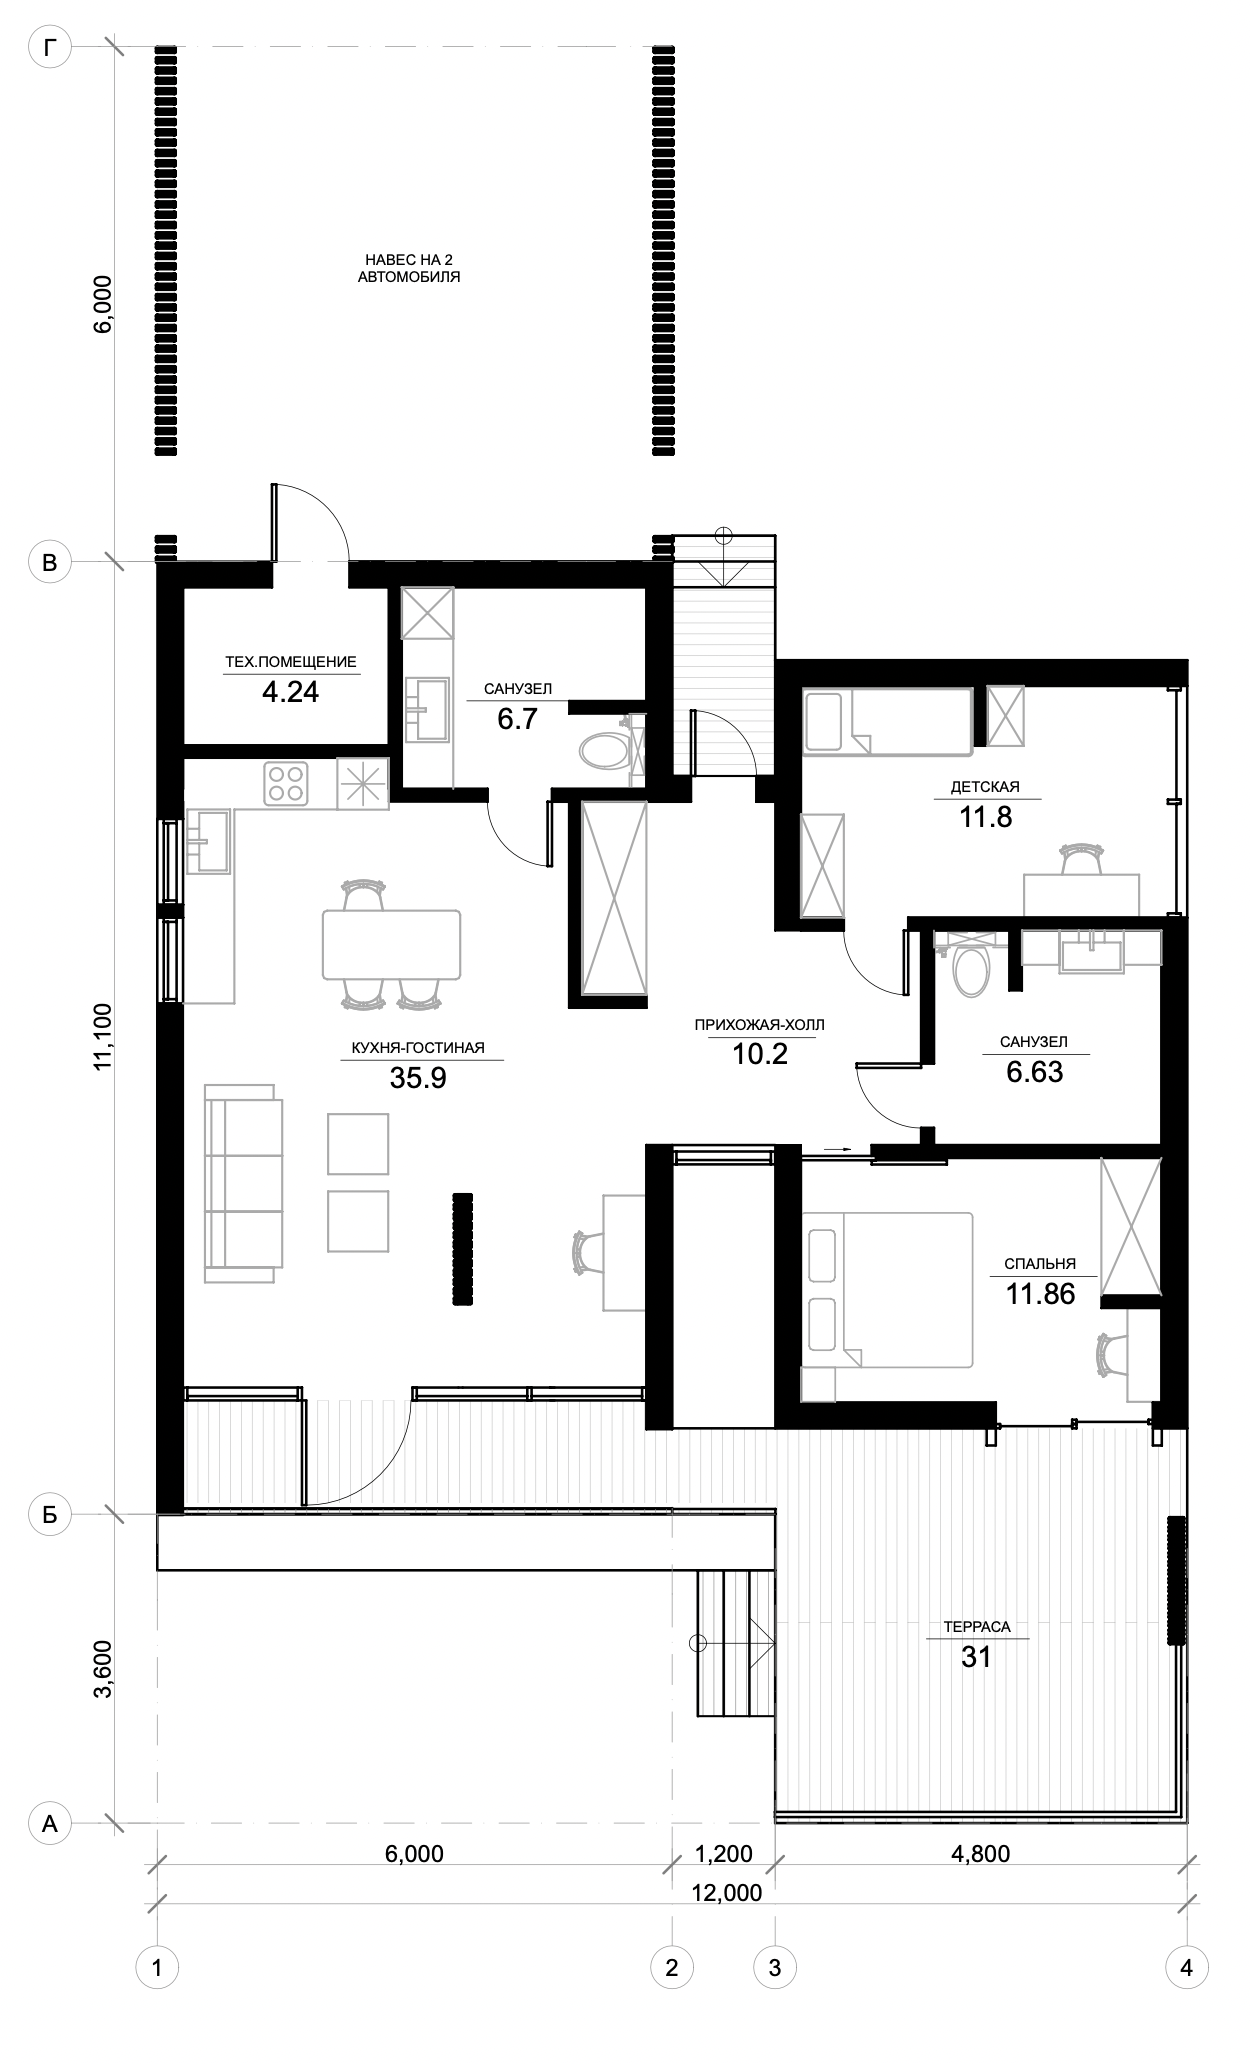 Г
НАВЕС НА 2
АВТОМОБИЛЯ
6,000
В
ТЕХ.ПОМЕЩЕНИЕ
4.24
САНУЗЕЛ
6.7
ДЕТСКАЯ
11.8
11,100
КУХНЯ-ГОСТИНАЯ
35.9
ПРИХОЖАЯ-ХОЛЛ
10.2
САНУЗЕЛ
6.63
СПАЛЬНЯ
11.86
Б
ТЕРРАСА
31
3,600
А
6,000
1,200
4,800
12,000
1
2
3
4